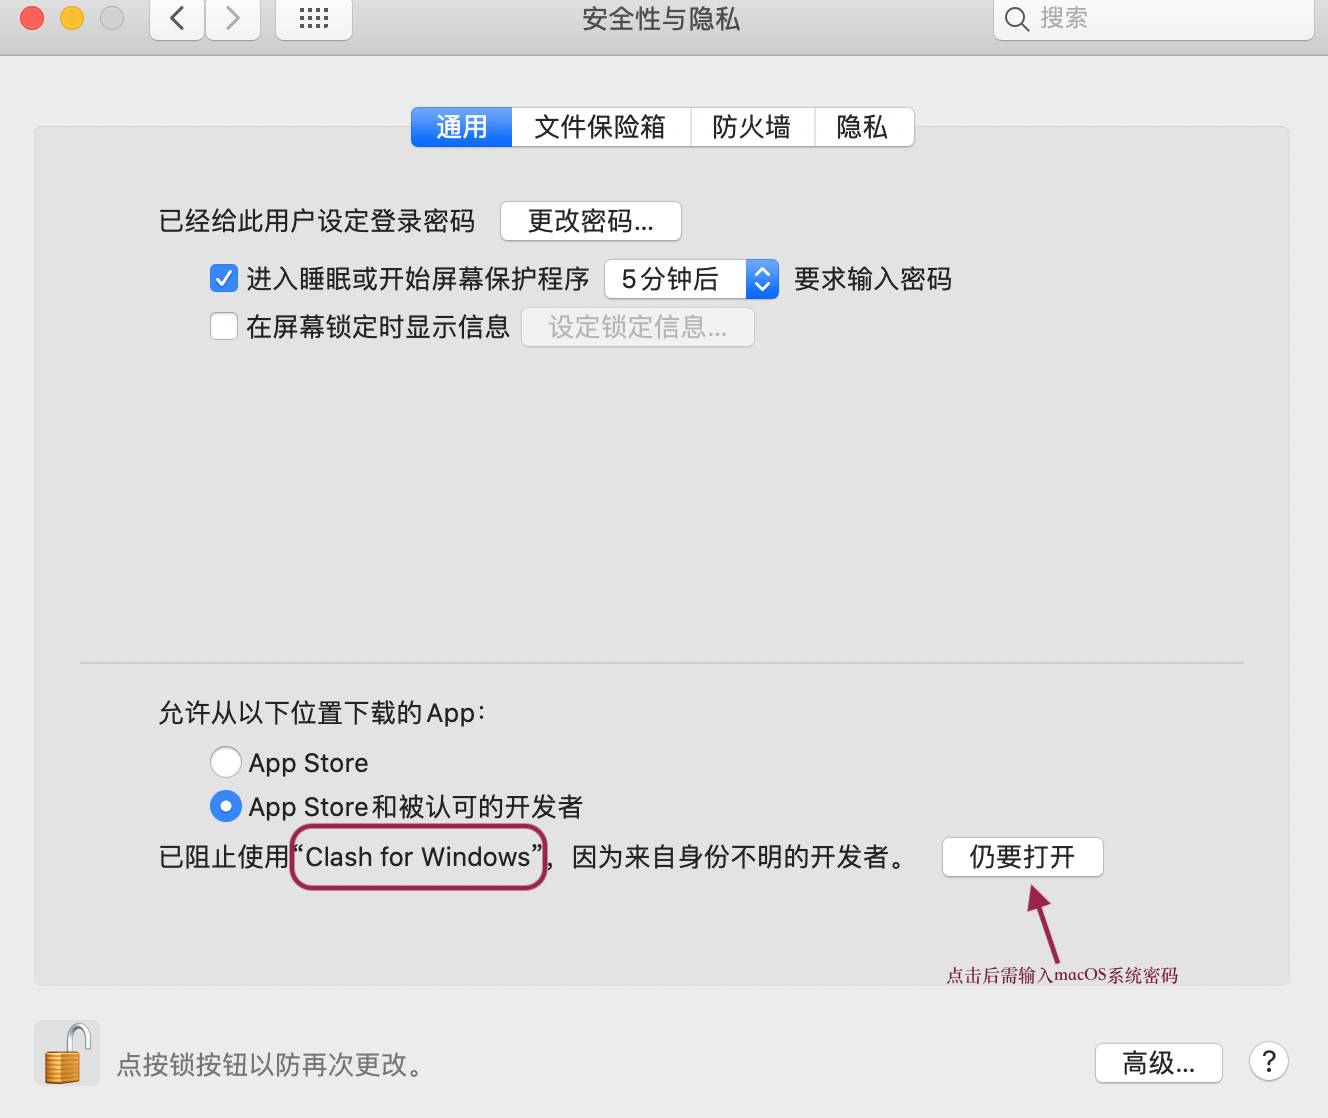 安全性与隐私
搜索
通用 文件保险箱 防火墙 隐私
已经给此用户设定登录密码 更改密码...
进入睡眠或开始屏幕保护程序 5分钟后 要求输入密码
在屏幕锁定时显示信息 设定锁定信息...
允许从以下位置下载的App：
App Store
App Store和被认可的开发者
已阻止使用“Clash for Windows”，因为来自身份不明的开发者。 仍要打开
点击后需输入macOS系统密码
点按锁按钮以防再次更改。
高级... ?